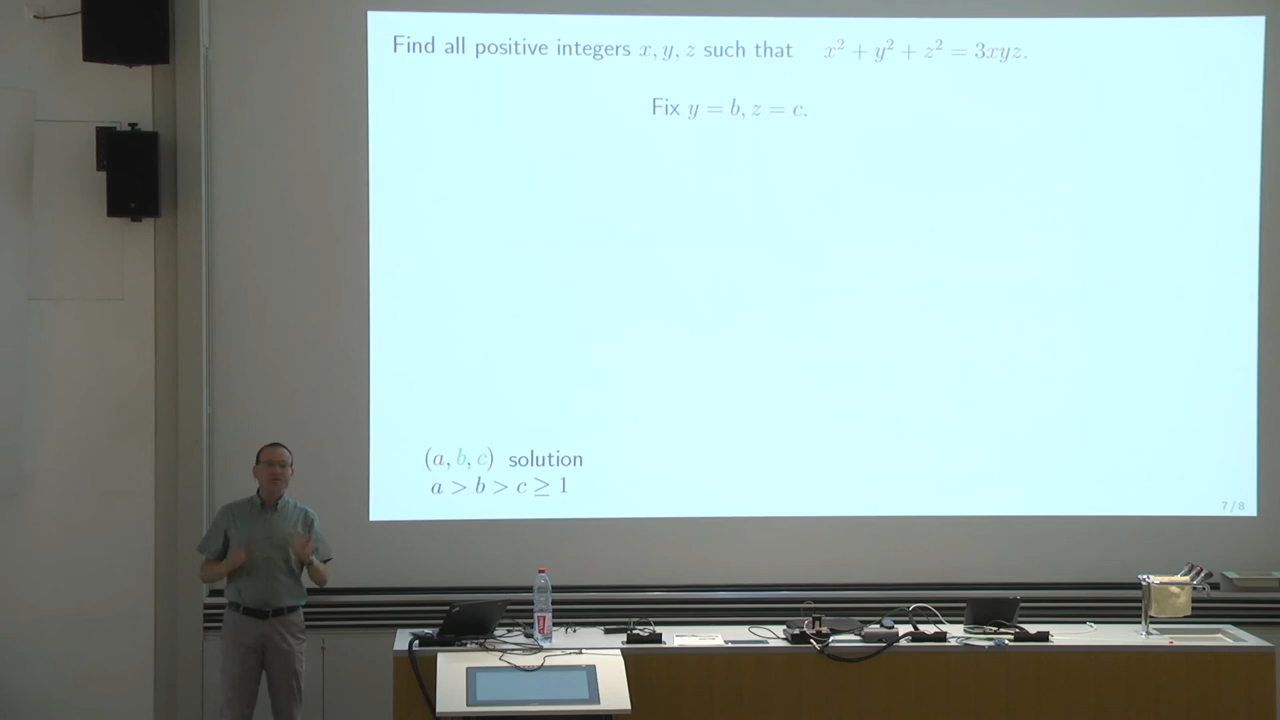 Find all positive integers x, y, z such that x² + y² + z² = 3xyz.
Fix y = b, z = c.
(a, b, c) solution
a > b > c ≥ 1
7 / 8